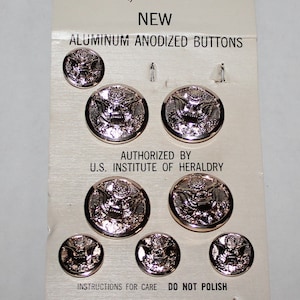 NEW
ALUMINUM ANODIZED BUTTONS
AUTHORIZED BY
U.S. INSTITUTE OF HERALDRY
INSTRUCTIONS FOR CARE DO NOT POLISH